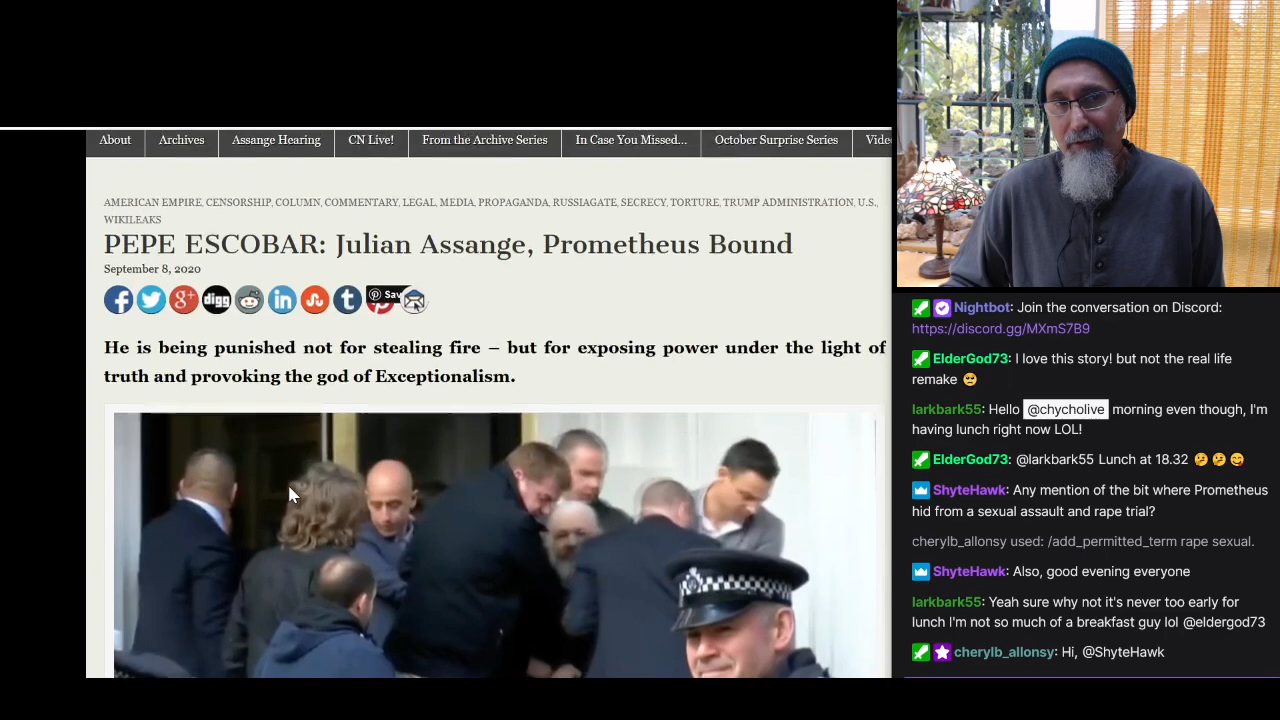 About
Archives
Assange Hearing
CN Live!
From the Archive Series
In Case You Missed...
October Surprise Series
AMERICAN EMPIRE, CENSORSHIP, COLUMN, COMMENTARY, LEGAL, MEDIA, PROPAGANDA, RUSSIAGATE, SECRECY, TORTURE, TRUMP ADMINISTRATION, U.S.,
WIKILEAKS
PEPE ESCOBAR: Julian Assange, Prometheus Bound
September 8, 2020
digg
in
Sav
He is being punished not for stealing fire – but for exposing power under the light of
truth and provoking the god of Exceptionalism.
Nightbot: Join the conversation on Discord:
https://discord.gg/MXmS7B9
ElderGod73: I love this story! but not the real life
remake 🥺
larkbark55: Hello @chycholive morning even though, I'm
having lunch right now LOL!
ElderGod73: @larkbark55 Lunch at 18.32 🤔 🤔 😋
ShyteHawk: Any mention of the bit where Prometheus
hid from a sexual assault and rape trial?
cherylb_allonsy used: /add_permitted_term rape sexual.
ShyteHawk: Also, good evening everyone
larkbark55: Yeah sure why not it's never too early for
lunch I'm not so much of a breakfast guy lol @eldergod73
cherylb_allonsy: Hi, @ShyteHawk